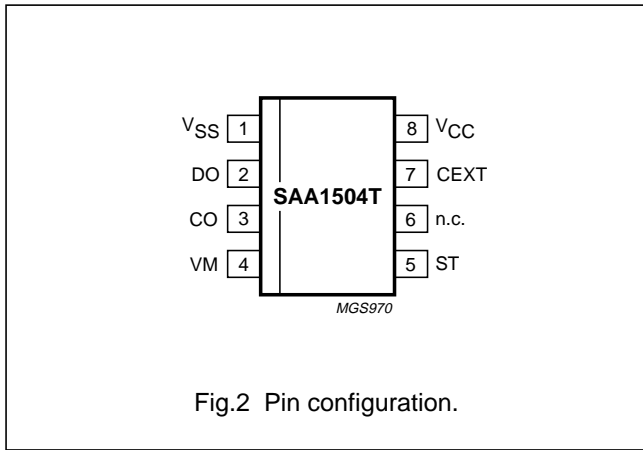 VSS 1 8 VCC
DO 2 7 CEXT
SAA1504T
CO 3 6 n.c.
VM 4 5 ST
MGS970
Fig.2 Pin configuration.